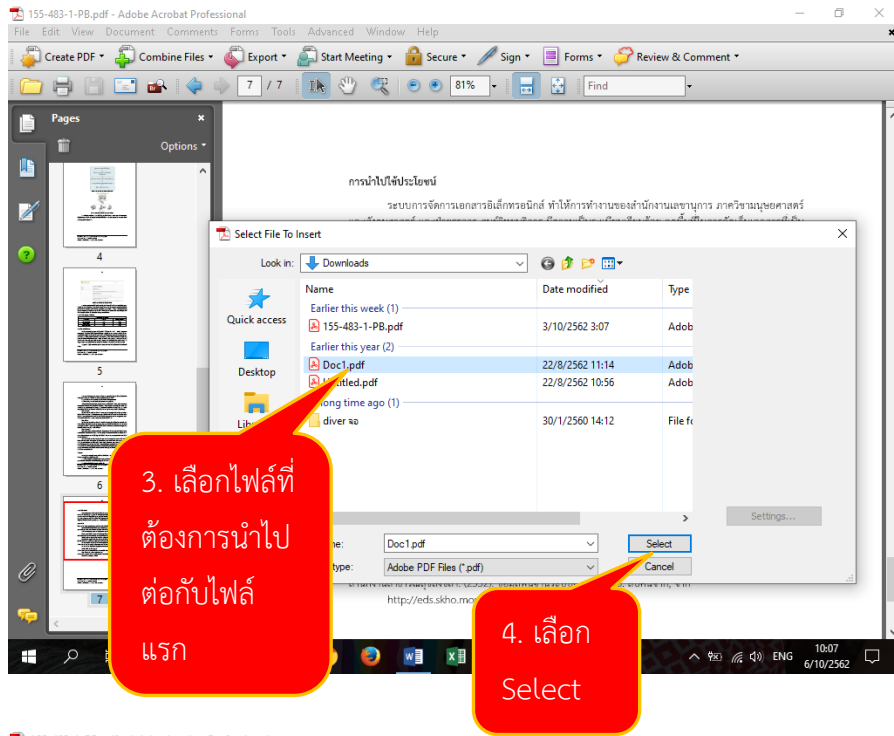 155-483-1-PB.pdf - Adobe Acrobat Professional
File Edit View Document Comments Forms Tools Advanced Window Help
Create PDF Combine Files Export Start Meeting Secure Sign Forms Review & Comment
7 / 7 81% Find
Pages
Options
การนำไปใช้ประโยชน์
ระบบการจัดการเอกสารอิเล็กทรอนิกส์ ทำให้การทำงานของสำนักงานเลขานุการ ภาควิชามนุษยศาสตร์
4
5
6
7
Select File To Insert
Look in: Downloads
Name Date modified Type
Quick access
Desktop
Earlier this week (1)
155-483-1-PB.pdf 3/10/2562 3:07 Adob
Earlier this year (2)
Doc1.pdf 22/8/2562 11:14 Adob
22/8/2562 10:56 Adob
long time ago (1)
diver จอ 30/1/2560 14:12 File fo
Settings...
Doc1.pdf Select
Adobe PDF Files (*.pdf) Cancel
3. เลือกไฟล์ที่
ต้องการนำไป
ต่อกับไฟล์
แรก
4. เลือก
Select
ENG 10:07
6/10/2562